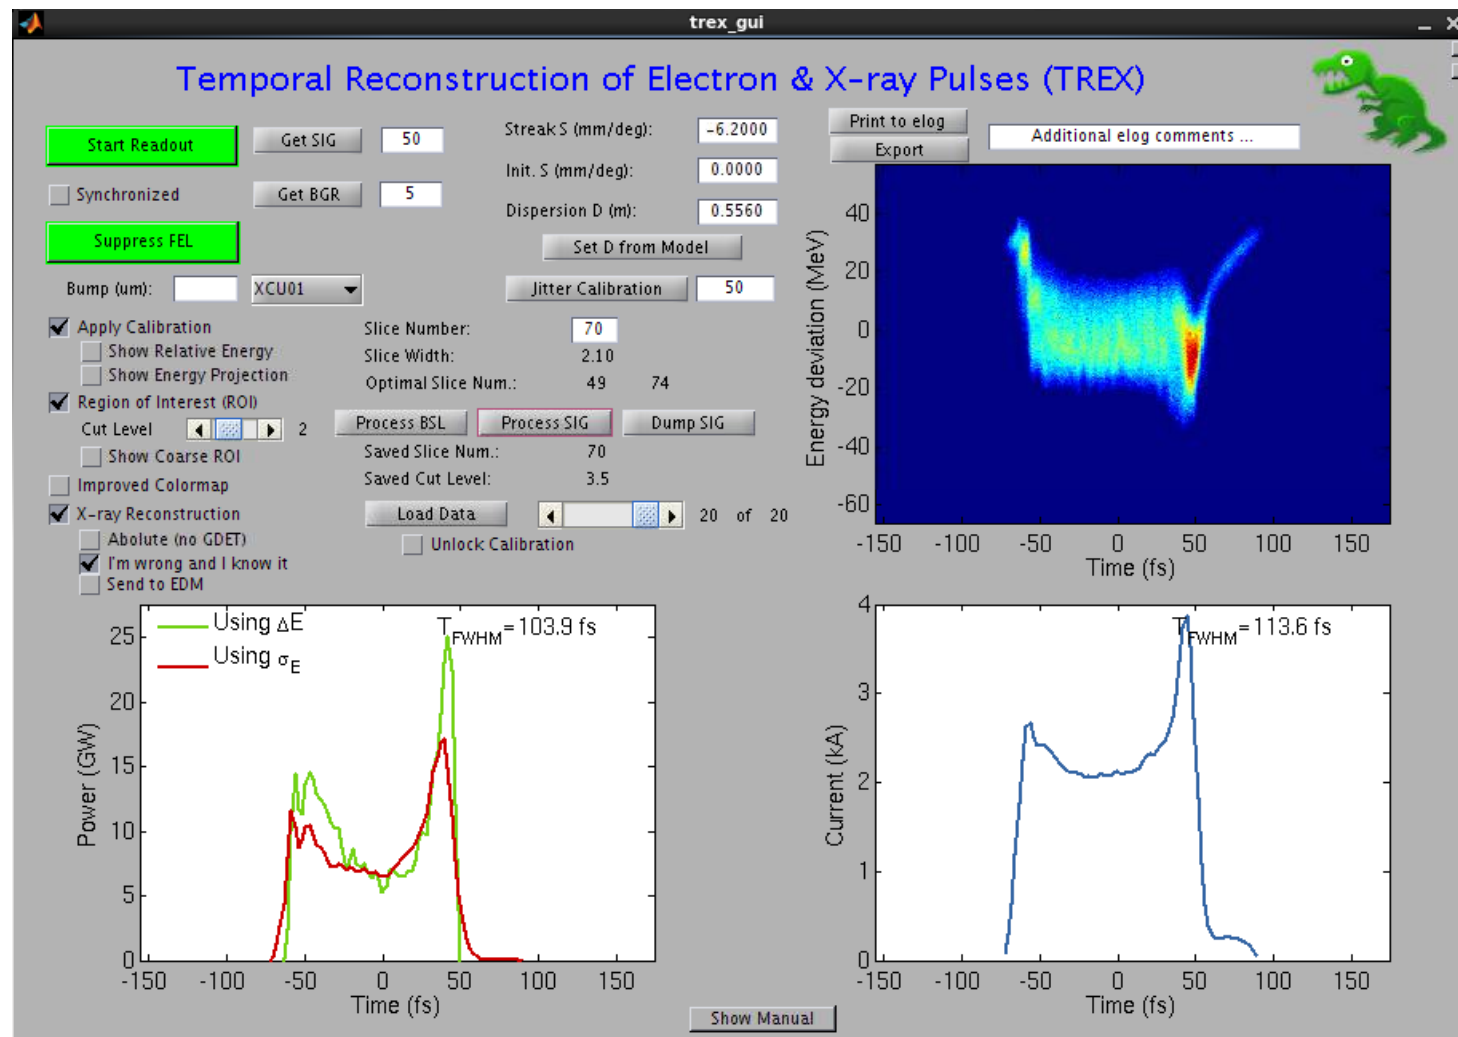 trex_gui
Temporal Reconstruction of Electron & X-ray Pulses (TREX)
Start Readout
Get SIG
50
Streak S (mm/deg):
-6.2000
Print to elog
Additional elog comments ...
Export
Synchronized
Get BGR
5
Init. S (mm/deg):
0.0000
Dispersion D (m):
0.5560
Suppress FEL
Set D from Model
Bump (um):
XCU01
Jitter Calibration
50
Apply Calibration
Show Relative Energy
Show Energy Projection
Region of Interest (ROI)
Cut Level
2
Show Coarse ROI
Improved Colormap
X-ray Reconstruction
Abolute (no GDET)
I'm wrong and I know it
Send to EDM
Slice Number:
70
Slice Width:
2.10
Optimal Slice Num.:
49
74
Process BSL
Process SIG
Dump SIG
Saved Slice Num.:
70
Saved Cut Level:
3.5
Load Data
20 of 20
Unlock Calibration
Energy deviation (MeV)
40
20
0
-20
-40
-60
-150 -100 -50 0 50 100 150
Time (fs)
Using ΔE
Using σE
TFWHM=103.9 fs
Power (GW)
25
20
15
10
5
0
-150 -100 -50 0 50 100 150
Time (fs)
TFWHM=113.6 fs
Current (kA)
4
3
2
1
0
-150 -100 -50 0 50 100 150
Time (fs)
Show Manual